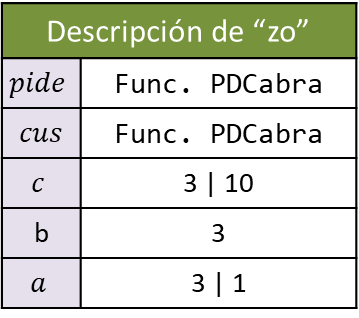 Descripción de “zo”
pide Func. PDCabra
cus Func. PDCabra
c 3 | 10
b 3
a 3 | 1